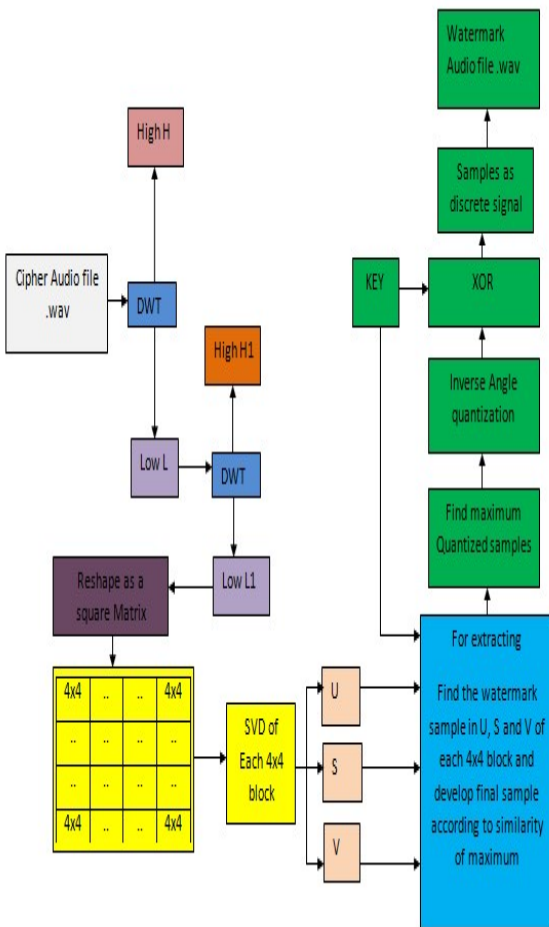 Watermark
Audio file .wav
High H
Samples as
discrete signal
Cipher Audio file
.wav
DWT
KEY
XOR
High H1
Inverse Angle
quantization
Low L
DWT
Find maximum
Quantized samples
Low L1
Reshape as a
square Matrix
For extracting
Find the watermark
sample in U, S and V of
each 4x4 block and
develop final sample
according to similarity
of maximum
4x4 .. .. 4x4
.. .. .. ..
.. .. .. ..
4x4 .. .. 4x4
SVD of
Each 4x4
block
U
S
V